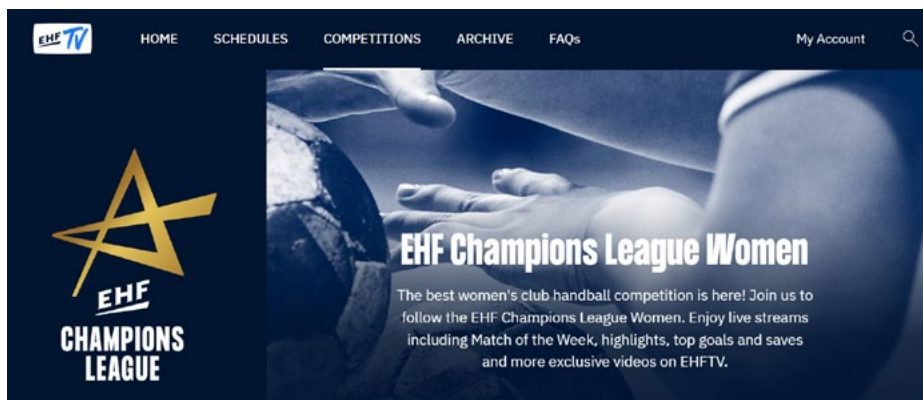 EHF TV
HOME SCHEDULES COMPETITIONS ARCHIVE FAQs My Account
EHF
CHAMPIONS
LEAGUE
EHF Champions League Women
The best women's club handball competition is here! Join us to
follow the EHF Champions League Women. Enjoy live streams
including Match of the Week, highlights, top goals and saves
and more exclusive videos on EHFTV.